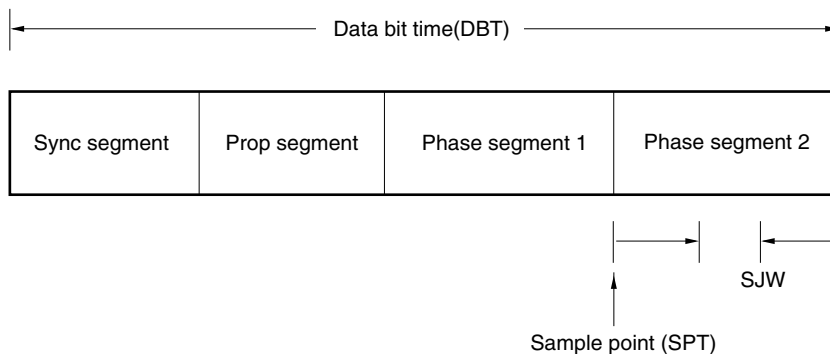 Data bit time(DBT)
Sync segment
Prop segment
Phase segment 1
Phase segment 2
SJW
Sample point (SPT)